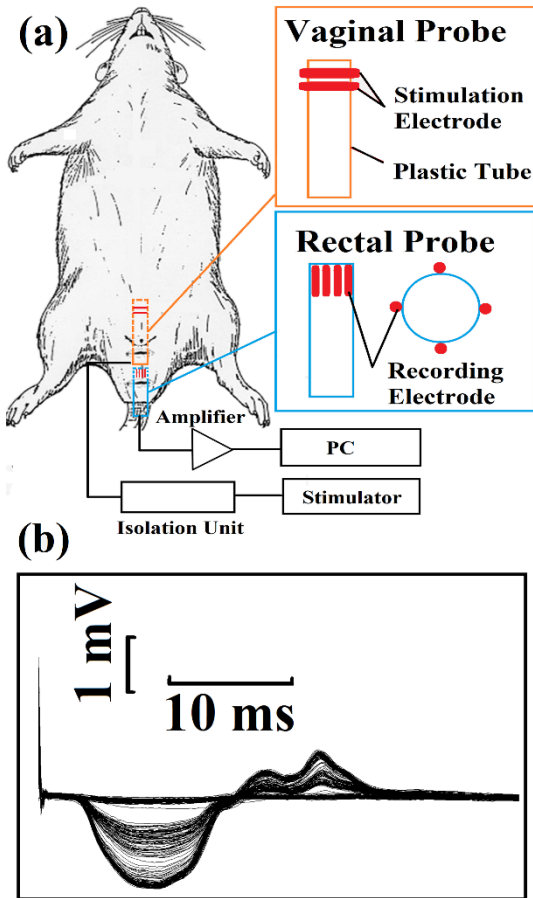 (a)
Vaginal Probe
Stimulation
Electrode
Plastic Tube
Rectal Probe
Recording
Electrode
Amplifier
PC
Stimulator
Isolation Unit
(b)
1 mV
10 ms